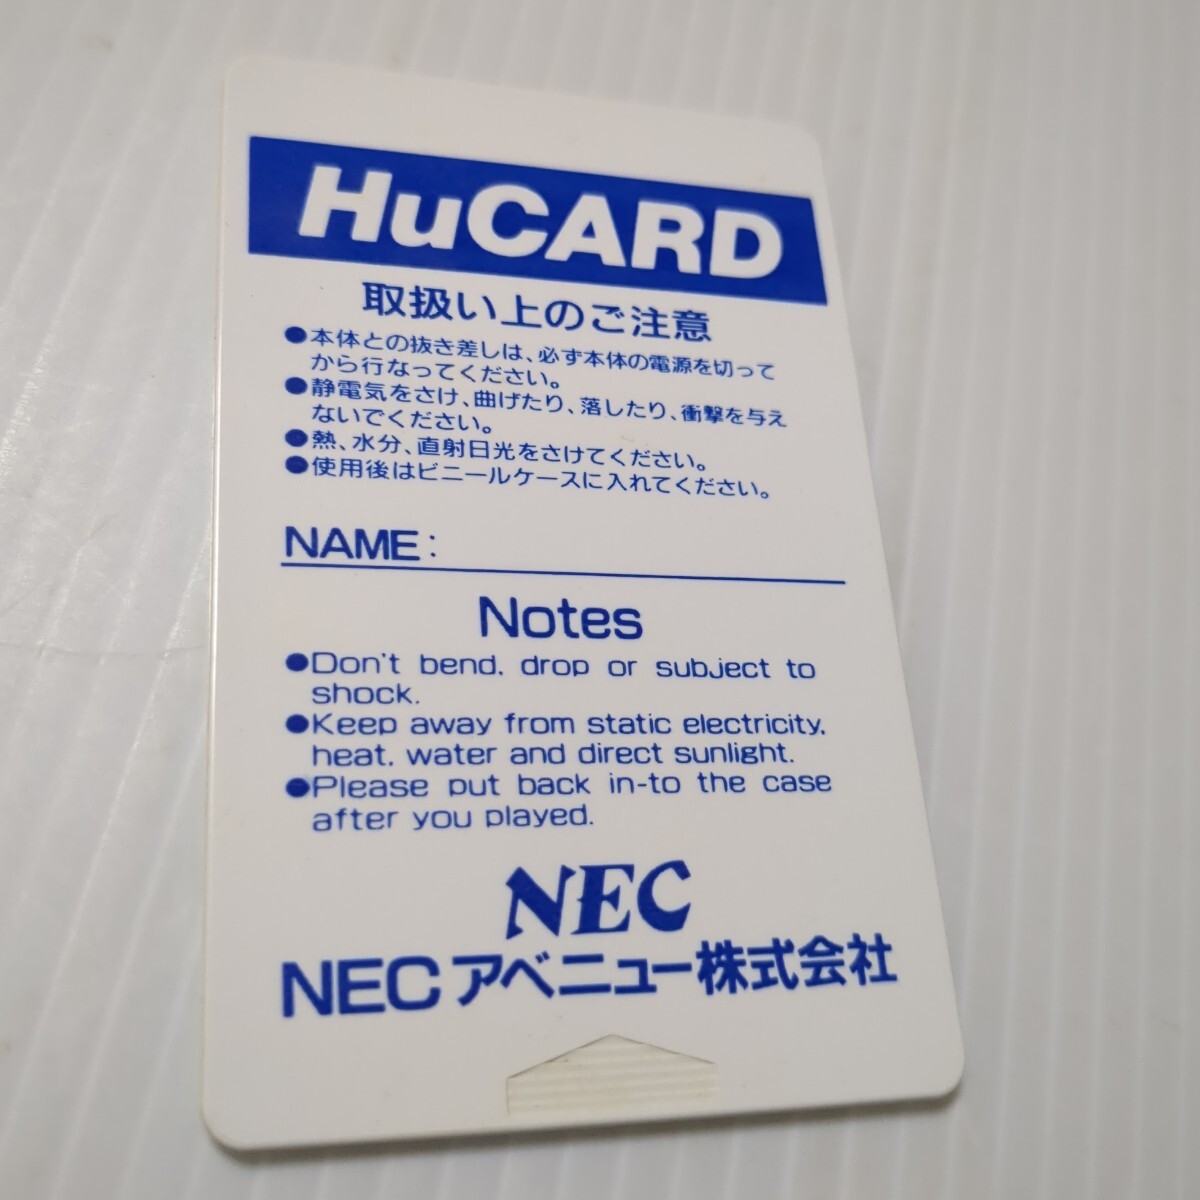 HuCARD
取扱い上のご注意
●本体との抜き差しは、必ず本体の電源を切って
から行なってください。
●静電気をさけ、曲げたり、落したり、衝撃を与え
ないでください。
●熱、水分、直射日光をさけてください。
●使用後はビニールケースに入れてください。
NAME:
Notes
●Don't bend, drop or subject to
shock.
●Keep away from static electricity,
heat, water and direct sunlight.
●Please put back in-to the case
after you played.
NEC
NECアベニュー株式会社